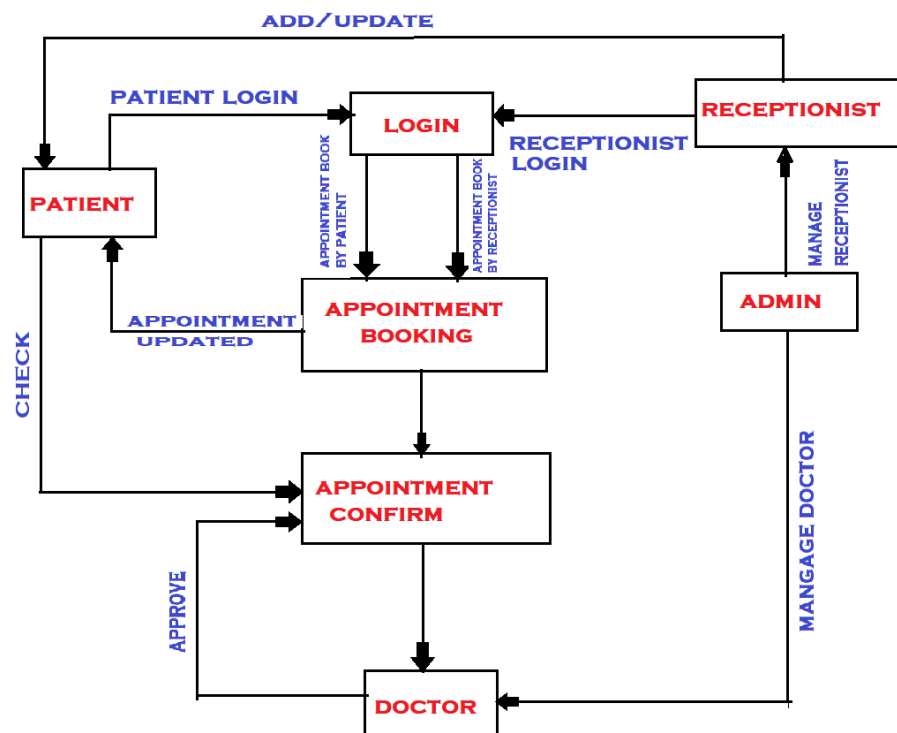 ADD/UPDATE
PATIENT LOGIN
LOGIN
RECEPTIONIST
RECEPTIONIST
LOGIN
PATIENT
APPOINTMENT BOOK
BY PATIENT
APPOINTMENT BOOK
BY RECEPTIONIST
MANAGE
RECEPTIONIST
ADMIN
APPOINTMENT
BOOKING
APPOINTMENT
UPDATED
CHECK
APPOINTMENT
CONFIRM
MANGAGE DOCTOR
APPROVE
DOCTOR